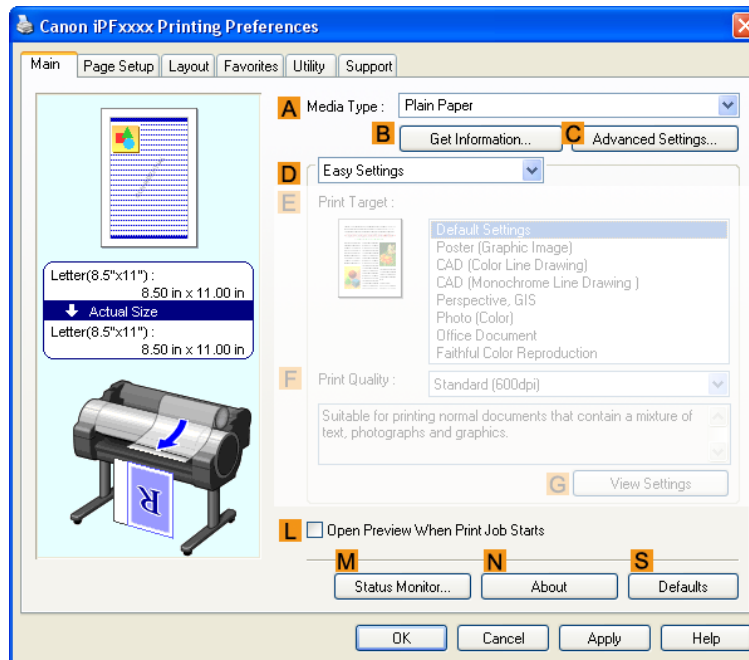 Canon iPFxxxx Printing Preferences
Main Page Setup Layout Favorites Utility Support
A Media Type : Plain Paper
B Get Information... C Advanced Settings...
D Easy Settings
E Print Target :
Default Settings
Poster (Graphic Image)
CAD (Color Line Drawing)
CAD (Monochrome Line Drawing )
Perspective, GIS
Photo (Color)
Office Document
Faithful Color Reproduction
Letter(8.5"x11") :
8.50 in x 11.00 in
Actual Size
Letter(8.5"x11") :
8.50 in x 11.00 in
R
F Print Quality : Standard (600dpi)
Suitable for printing normal documents that contain a mixture of
text, photographs and graphics.
G View Settings
L Open Preview When Print Job Starts
M N S
Status Monitor... About Defaults
OK Cancel Apply Help